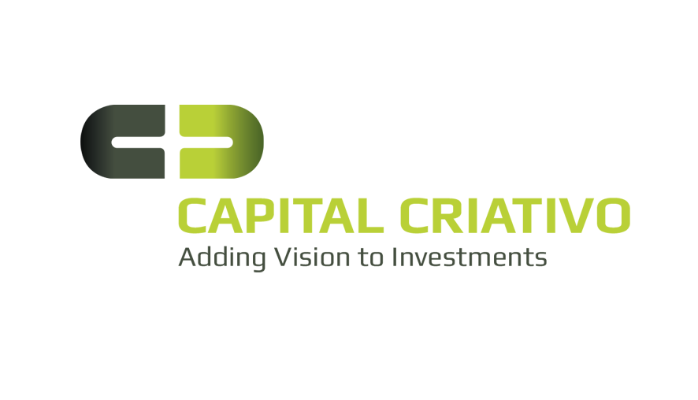 CAPITAL CRIATIVO
Adding Vision to Investments